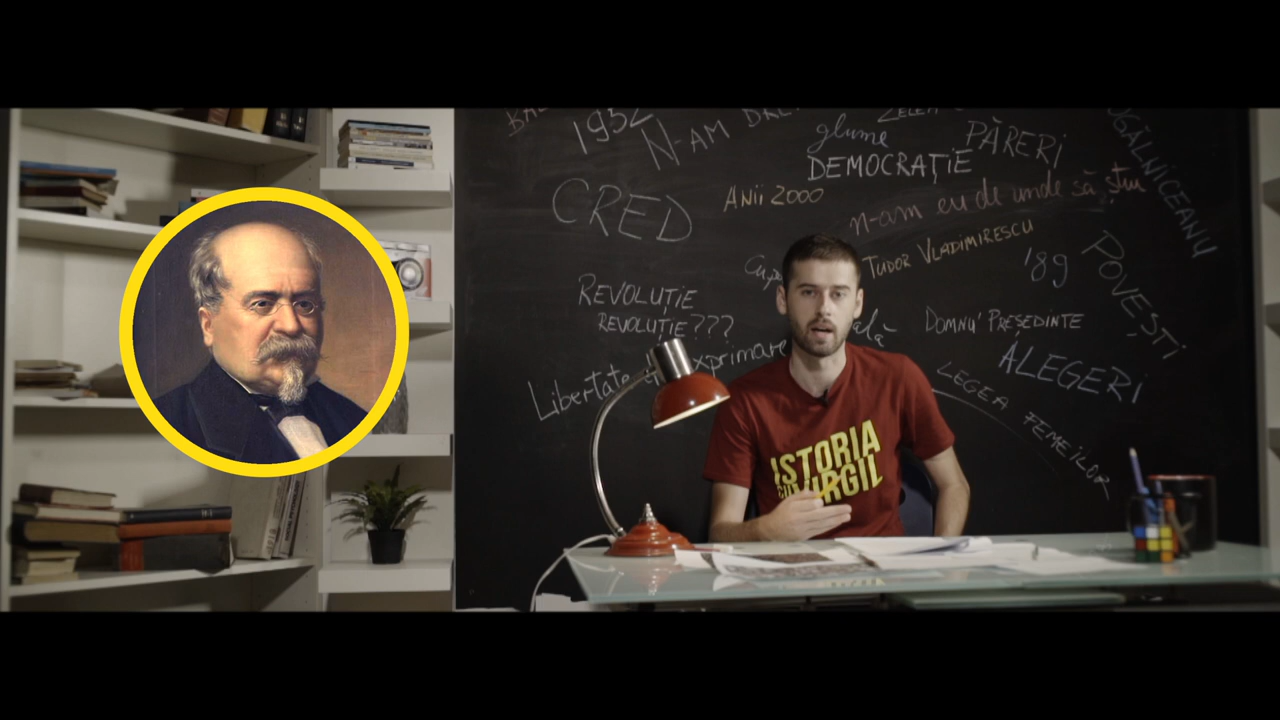 1932
N-AM
glume
PĂRERI
DEMOCRAȚIE
CRED
ANII 2000
n-am eu de unde să știu
TUDOR VLADIMIRESCU
'89
POVEȘTI
REVOLUȚIE
REVOLUȚIE???
DOMNU' PREȘEDINTE
ALEGERI
Libertate
exprimare
LEGEA FEMEILOR
ISTORIA
VIRGIL